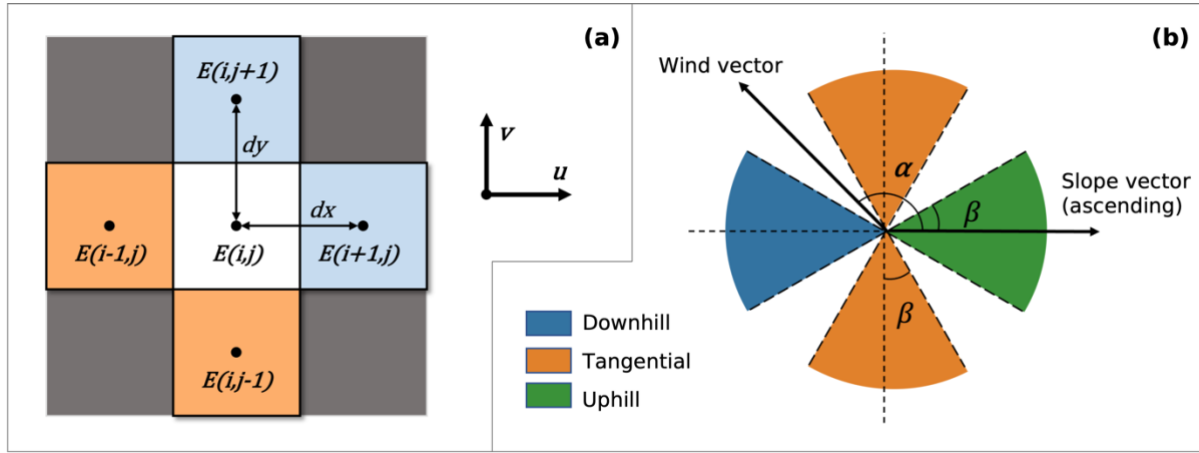 (a)
E(i,j+1)
dy
dx
E(i-1,j)
E(i,j)
E(i+1,j)
E(i,j-1)
v
u
(b)
Wind vector
α
β
Slope vector
(ascending)
β
Downhill
Tangential
Uphill